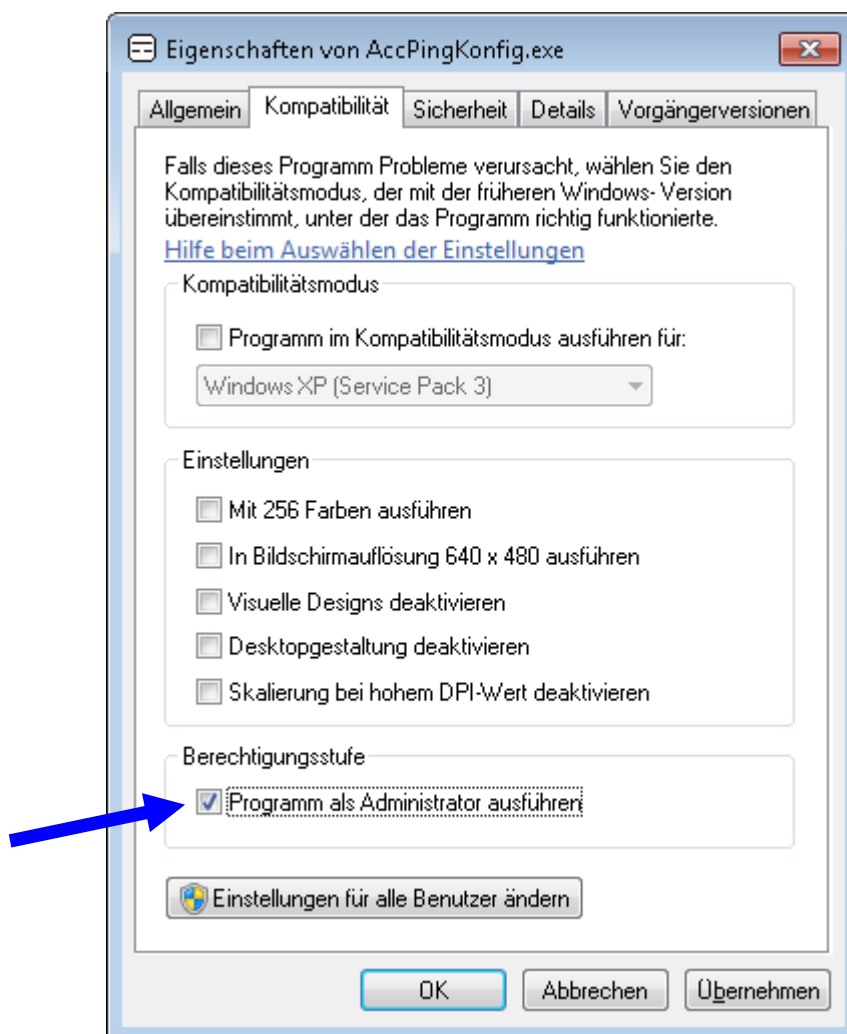 Eigenschaften von AccPingKonfig.exe
Allgemein Kompatibilität Sicherheit Details Vorgängerversionen
Falls dieses Programm Probleme verursacht, wählen Sie den
Kompatibilitätsmodus, der mit der früheren Windows- Version
übereinstimmt, unter der das Programm richtig funktionierte.
Hilfe beim Auswählen der Einstellungen
Kompatibilitätsmodus
Programm im Kompatibilitätsmodus ausführen für:
Windows XP (Service Pack 3)
Einstellungen
Mit 256 Farben ausführen
In Bildschirmauflösung 640 x 480 ausführen
Visuelle Designs deaktivieren
Desktopgestaltung deaktivieren
Skalierung bei hohem DPI-Wert deaktivieren
Berechtigungsstufe
Programm als Administrator ausführen
Einstellungen für alle Benutzer ändern
OK Abbrechen Übernehmen